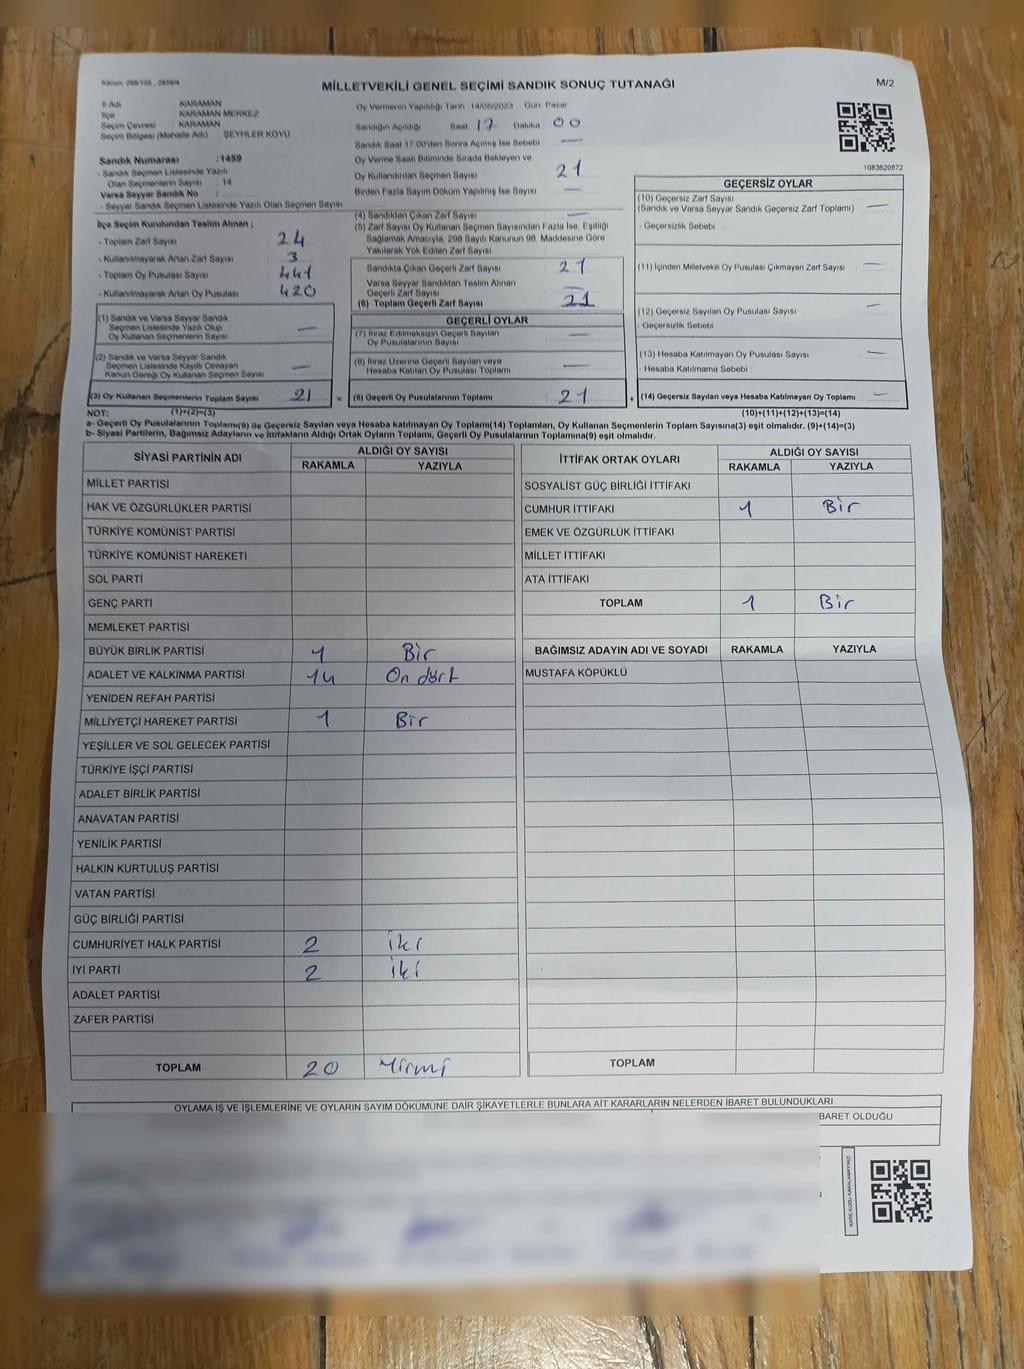 MİLLETVEKİLİ GENEL SEÇİMİ SANDIK SONUÇ TUTANAĞI
M/2
İl Adı : KARAMAN
İlçe : KARAMAN MERKEZ
Seçim Çevresi : KARAMAN
Seçim Bölgesi (Mahalle Adı) : ŞEYHLER KÖYÜ
Sandık Numarası :1459
- Sandık Seçmen Listesinde Yazılı
Olan Seçmenlerin Sayısı : 14
Varsa Seyyar Sandık No :
- Seyyar Sandık Seçmen Listesinde Yazılı Olan Seçmen Sayısı
İlçe Seçim Kurulundan Teslim Alınan ;
- Toplam Zarf Sayısı 24
- Kullanılmayarak Artan Zarf Sayısı 3
- Toplam Oy Pusulası Sayısı 441
- Kullanılmayarak Artan Oy Pusulası 420
(1) Sandık ve Varsa Seyyar Sandık
Seçmen Listesinde Yazılı Olup
Oy Kullanan Seçmenlerin Sayısı —
(2) Sandık ve Varsa Seyyar Sandık
Seçmen Listesinde Kayıtlı Olmayan
Kanun Gereği Oy Kullanan Seçmen Sayısı —
(3) Oy Kullanan Seçmenlerin Toplam Sayısı 21 =
Oy Vermenin Yapıldığı Tarih 14/05/2023 Gün Pazar
Sandığın Açıldığı Saat 17 Dakika 00
Sandık Saat 17:00'den Sonra Açılmış İse Sebebi —
Oy Verme Saati Bitiminde Sırada Bekleyen ve
Oy Kullandırılan Seçmen Sayısı 21
Birden Fazla Sayım Döküm Yapılmış İse Sayısı —
(4) Sandıktan Çıkan Zarf Sayısı —
(5) Zarf Sayısı Oy Kullanan Seçmen Sayısından Fazla İse, Eşitliği
Sağlamak Amacıyla, 298 Sayılı Kanunun 98. Maddesine Göre
Yakılarak Yok Edilen Zarf Sayısı
Sandıkta Çıkan Geçerli Zarf Sayısı 21
Varsa Seyyar Sandıktan Teslim Alınan
Geçerli Zarf Sayısı
(6) Toplam Geçerli Zarf Sayısı 21
GEÇERLİ OYLAR
(7) İtiraz Edilmeksizin Geçerli Sayılan
Oy Pusulalarının Sayısı —
(8) İtiraz Üzerine Geçerli Sayılan veya
Hesaba Katılan Oy Pusulası Toplamı —
(9) Geçerli Oy Pusulalarının Toplamı 21 +
1083620872
GEÇERSİZ OYLAR
(10) Geçersiz Zarf Sayısı
(Sandık ve Varsa Seyyar Sandık Geçersiz Zarf Toplamı) —
- Geçersizlik Sebebi
(11) İçinden Milletvekili Oy Pusulası Çıkmayan Zarf Sayısı —
(12) Geçersiz Sayılan Oy Pusulası Sayısı —
- Geçersizlik Sebebi
(13) Hesaba Katılmayan Oy Pusulası Sayısı —
- Hesaba Katılmama Sebebi
(14) Geçersiz Sayılan veya Hesaba Katılmayan Oy Toplamı —
NOT: (1)+(2)=(3) (10)+(11)+(12)+(13)=(14)
a- Geçerli Oy Pusulalarının Toplamı(9) ile Geçersiz Sayılan veya Hesaba Katılmayan Oy Toplamı(14) Toplamları, Oy Kullanan Seçmenlerin Toplam Sayısına(3) eşit olmalıdır. (9)+(14)=(3)
b- Siyasi Partilerin, Bağımsız Adayların ve İttifakların Aldığı Ortak Oyların Toplamı, Geçerli Oy Pusulalarının Toplamına(9) eşit olmalıdır.
SİYASİ PARTİNİN ADI ALDIĞI OY SAYISI
RAKAMLA YAZIYLA
MİLLET PARTİSİ
HAK VE ÖZGÜRLÜKLER PARTİSİ
TÜRKİYE KOMÜNİST PARTİSİ
TÜRKİYE KOMÜNİST HAREKETİ
SOL PARTİ
GENÇ PARTİ
MEMLEKET PARTİSİ
BÜYÜK BİRLİK PARTİSİ 1 Bir
ADALET VE KALKINMA PARTİSİ 14 On dört
YENİDEN REFAH PARTİSİ
MİLLİYETÇİ HAREKET PARTİSİ 1 Bir
YEŞİLLER VE SOL GELECEK PARTİSİ
TÜRKİYE İŞÇİ PARTİSİ
ADALET BİRLİK PARTİSİ
ANAVATAN PARTİSİ
YENİLİK PARTİSİ
HALKIN KURTULUŞ PARTİSİ
VATAN PARTİSİ
GÜÇ BİRLİĞİ PARTİSİ
CUMHURİYET HALK PARTİSİ 2 iki
İYİ PARTİ 2 iki
ADALET PARTİSİ
ZAFER PARTİSİ
TOPLAM 20 Yirmi
İTTİFAK ORTAK OYLARI ALDIĞI OY SAYISI
RAKAMLA YAZIYLA
SOSYALİST GÜÇ BİRLİĞİ İTTİFAKI
CUMHUR İTTİFAKI 1 Bir
EMEK VE ÖZGÜRLÜK İTTİFAKI
MİLLET İTTİFAKI
ATA İTTİFAKI
TOPLAM 1 Bir
BAĞIMSIZ ADAYIN ADI VE SOYADI RAKAMLA YAZIYLA
MUSTAFA KÖPÜKLÜ
TOPLAM
OYLAMA İŞ VE İŞLEMLERİNE VE OYLARIN SAYIM DÖKÜMÜNE DAİR ŞİKAYETLERLE BUNLARA AİT KARARLARIN NELERDEN İBARET BULUNDUKLARI
BARET OLDUĞU